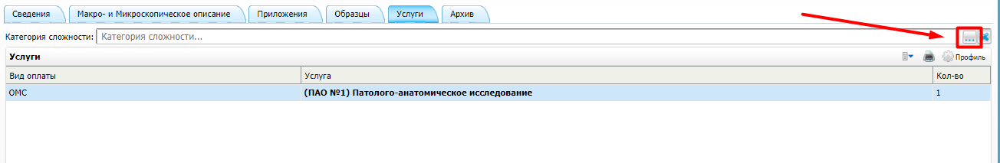 Сведения Макро- и Микроскопическое описание Приложения Образцы Услуги Архив
Категория сложности: Категория сложности... ...
Услуги Профиль
Вид оплаты Услуга Кол-во
ОМС (ПАО №1) Патолого-анатомическое исследование 1